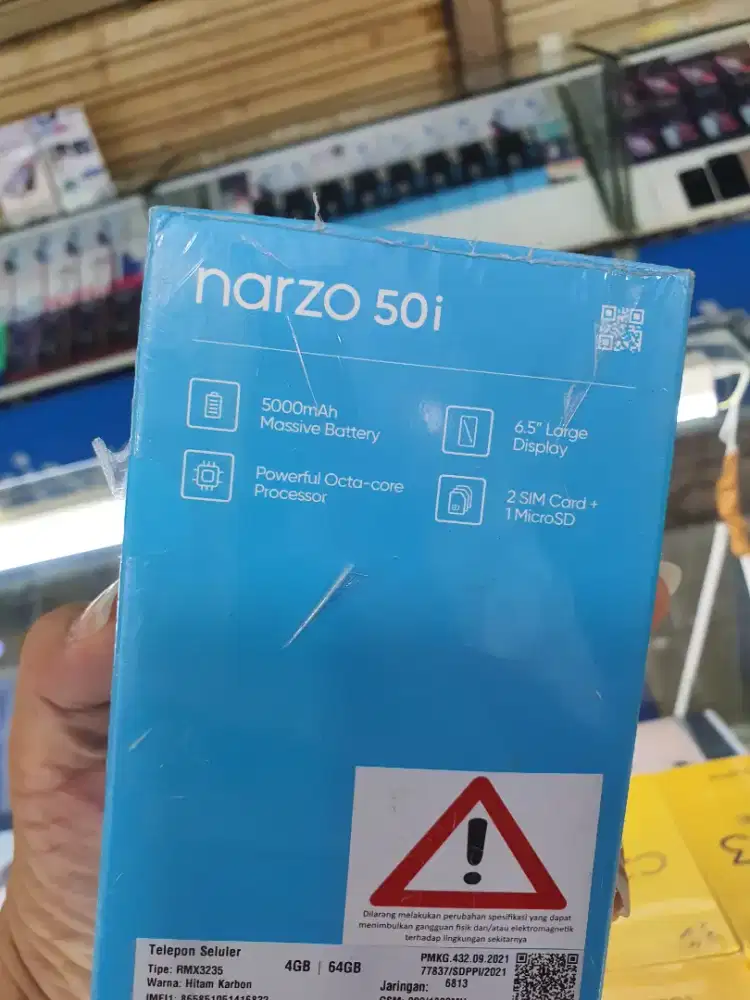 narzo 50i
5000mAh
Massive Battery
6.5" Large
Display
Powerful Octa-core
Processor
2 SIM Card +
1 MicroSD
Dilarang melakukan perubahan spesifikasi yang dapat
menimbulkan gangguan fisik dan/atau elektromagnetik
terhadap lingkungan sekitarnya
Telepon Seluler
Tipe: RMX3235
4GB | 64GB
Warna: Hitam Karbon
PMKG.432.09.2021
77837/SDPPI/2021
6813
Jaringan: